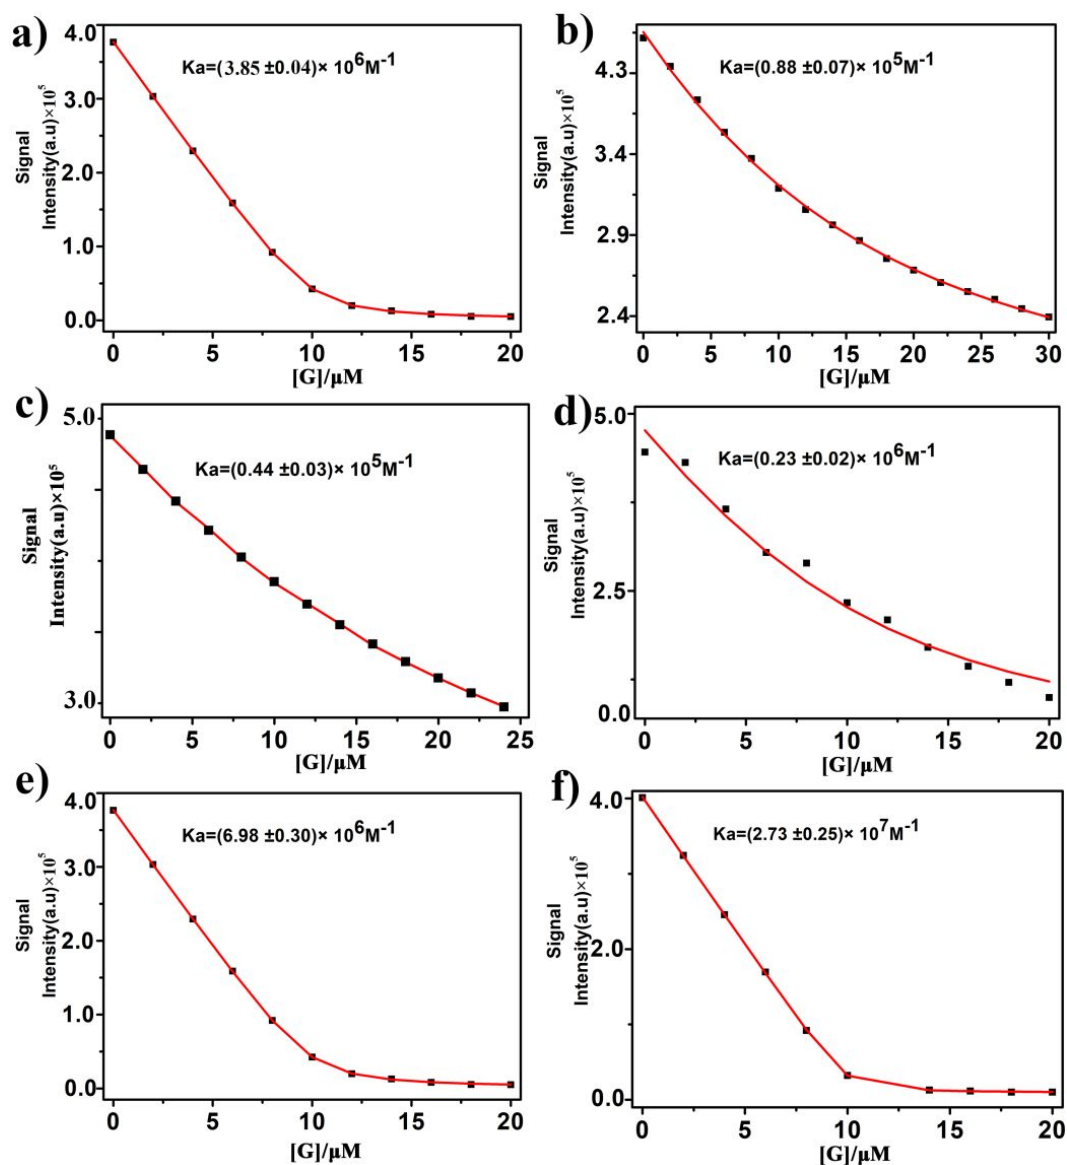 a)
Ka=(3.85 ±0.04)× 10⁶M⁻¹
Signal
Intensity(a.u)×10⁵
4.0
3.0
2.0
1.0
0.0
0 5 10 15 20
[G]/μM
b)
Ka=(0.88 ±0.07)× 10⁵M⁻¹
Signal
Intensity(a.u)×10⁵
4.3
3.4
2.9
2.4
0 5 10 15 20 25 30
[G]/μM
c)
Ka=(0.44 ±0.03)× 10⁵M⁻¹
Signal
Intensity(a.u)×10⁵
5.0
3.0
0 5 10 15 20 25
[G]/μM
d)
Ka=(0.23 ±0.02)× 10⁶M⁻¹
Signal
Intensity(a.u)×10⁵
5.0
2.5
0.0
0 5 10 15 20
[G]/μM
e)
Ka=(6.98 ±0.30)× 10⁶M⁻¹
Signal
Intensity(a.u)×10⁵
4.0
3.0
2.0
1.0
0.0
0 5 10 15 20
[G]/μM
f)
Ka=(2.73 ±0.25)× 10⁷M⁻¹
Signal
Intensity(a.u)×10⁵
4.0
2.0
0.0
0 5 10 15 20
[G]/μM